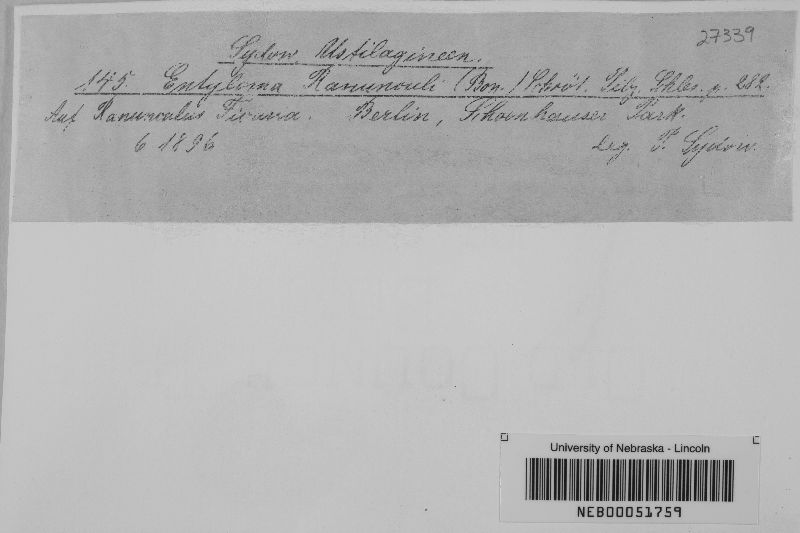 27339
Sydow, Ustilagineen.
145. Entyloma Ranunculi (Bon.) Schröt. Pilz. Schles. p. 282.
Auf Ranunculus Ficaria. Berlin, Schoenhauser Park.
6 1896 Leg. P. Sydow.
University of Nebraska - Lincoln
NEB00051759